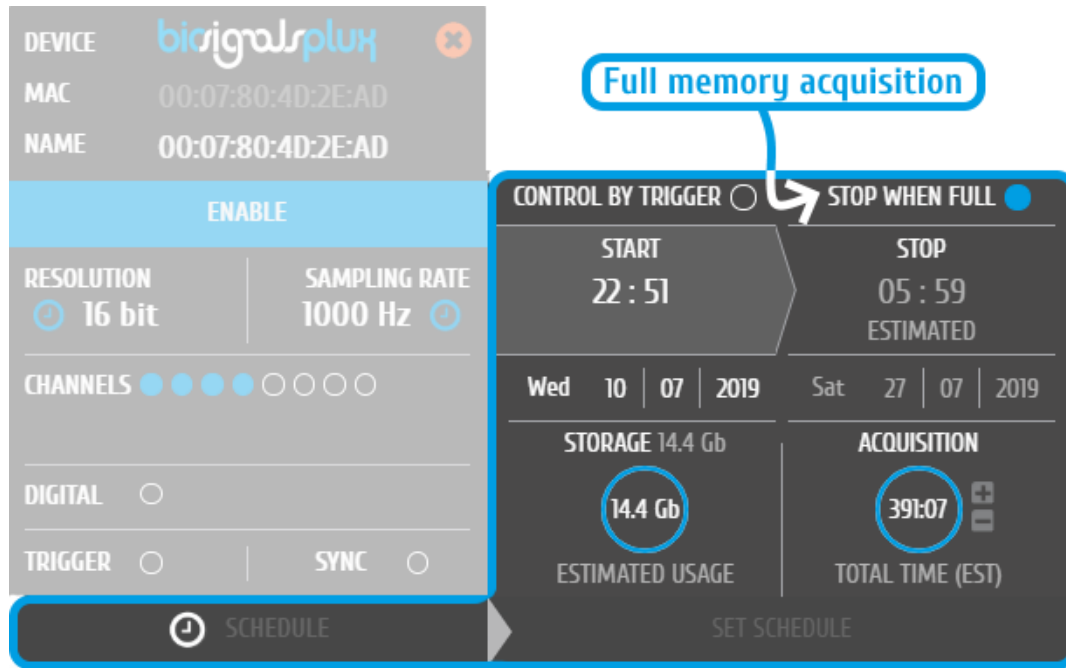 DEVICE biosignalsplux
MAC 00:07:80:4D:2E:AD
NAME 00:07:80:4D:2E:AD
ENABLE
RESOLUTION SAMPLING RATE
16 bit 1000 Hz
CHANNELS
DIGITAL
TRIGGER SYNC
SCHEDULE
Full memory acquisition
CONTROL BY TRIGGER STOP WHEN FULL
START STOP
22 : 51 05 : 59
ESTIMATED
Wed 10 07 2019 Sat 27 07 2019
STORAGE 14.4 Gb ACQUISITION
14.4 Gb 391:07
ESTIMATED USAGE TOTAL TIME (EST)
SET SCHEDULE